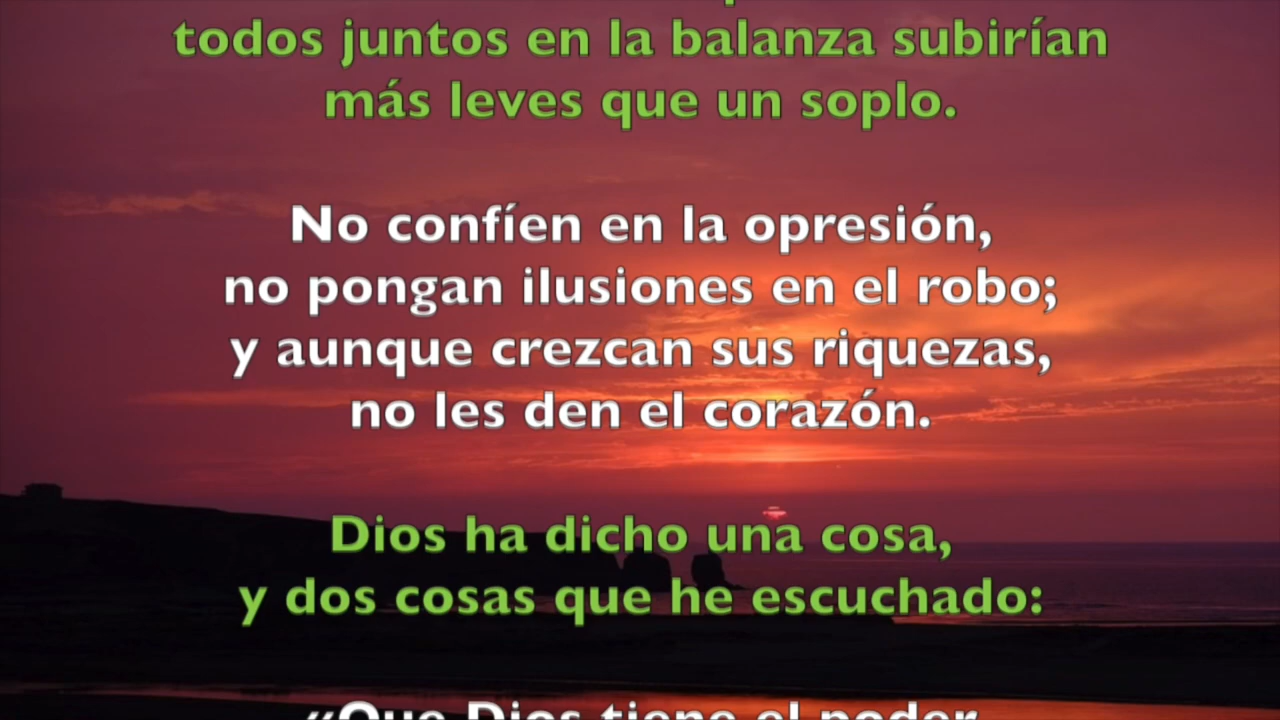 todos juntos en la balanza subirían
más leves que un soplo.
No confíen en la opresión,
no pongan ilusiones en el robo;
y aunque crezcan sus riquezas,
no les den el corazón.
Dios ha dicho una cosa,
y dos cosas que he escuchado:
«Que Dios tiene el poder